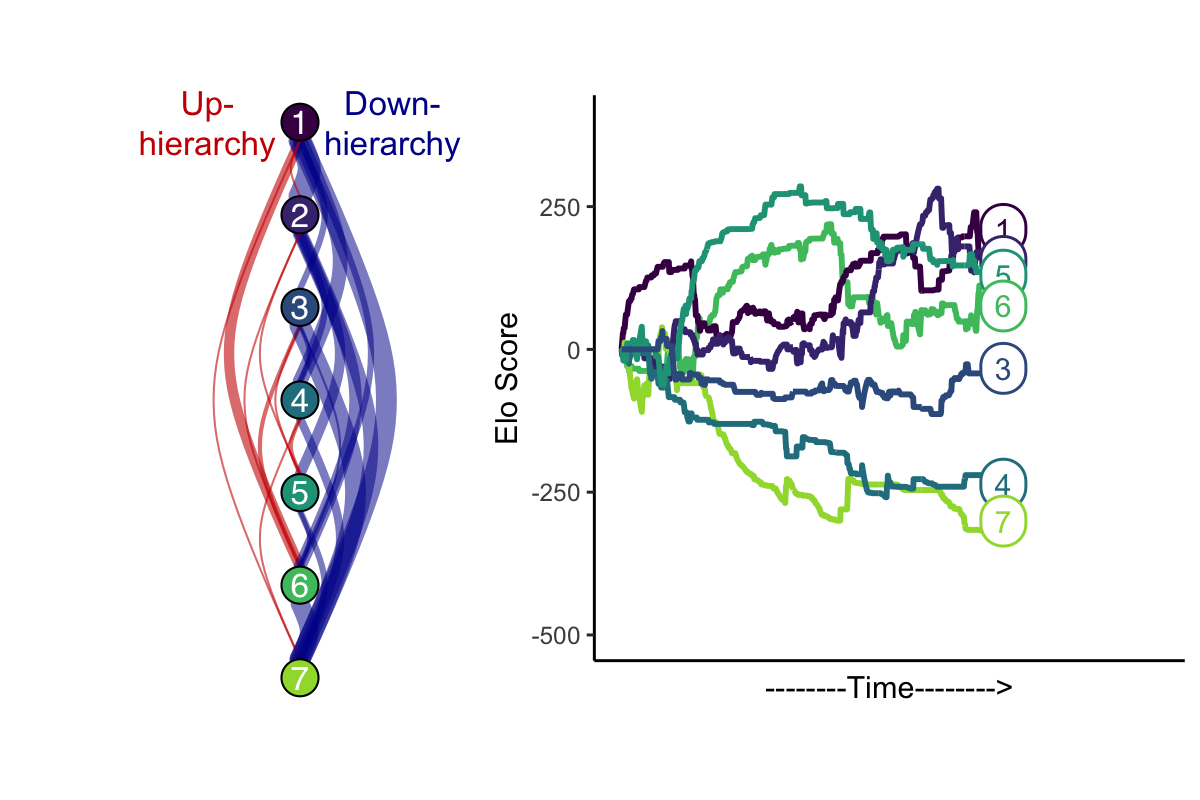 Up-
hierarchy
Down-
hierarchy
1
2
3
4
5
6
7
Elo Score
250
0
-250
-500
1
5
6
3
4
7
--------Time-------->